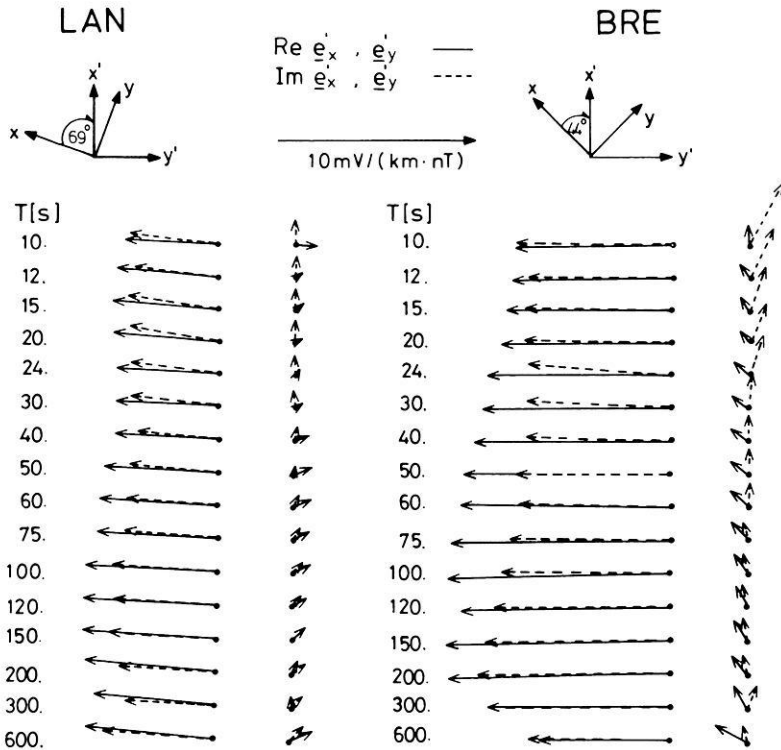 LAN
BRE
Re e'x , e'y
Im e'x , e'y
x'
y
x
69°
y'
10mV/(km·nT)
x'
x
y
44°
y'
T[s]
10.
12.
15.
20.
24.
30.
40.
50.
60.
75.
100.
120.
150.
200.
300.
600.
T[s]
10.
12.
15.
20.
24.
30.
40.
50.
60.
75.
100.
120.
150.
200.
300.
600.